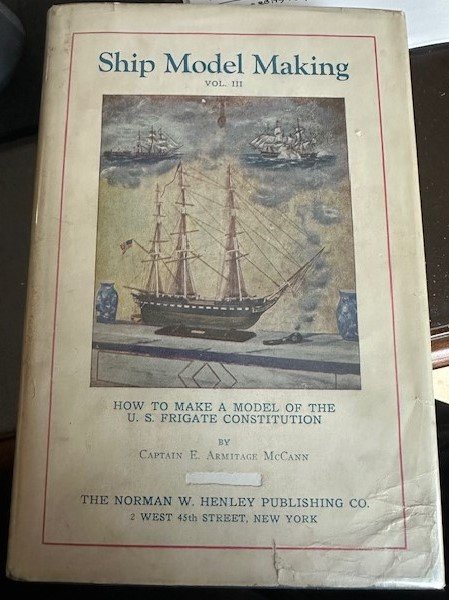 Ship Model Making
VOL. III
HOW TO MAKE A MODEL OF THE
U. S. FRIGATE CONSTITUTION
BY
CAPTAIN E. ARMITAGE MCCANN
THE NORMAN W. HENLEY PUBLISHING CO.
2 WEST 45th STREET, NEW YORK